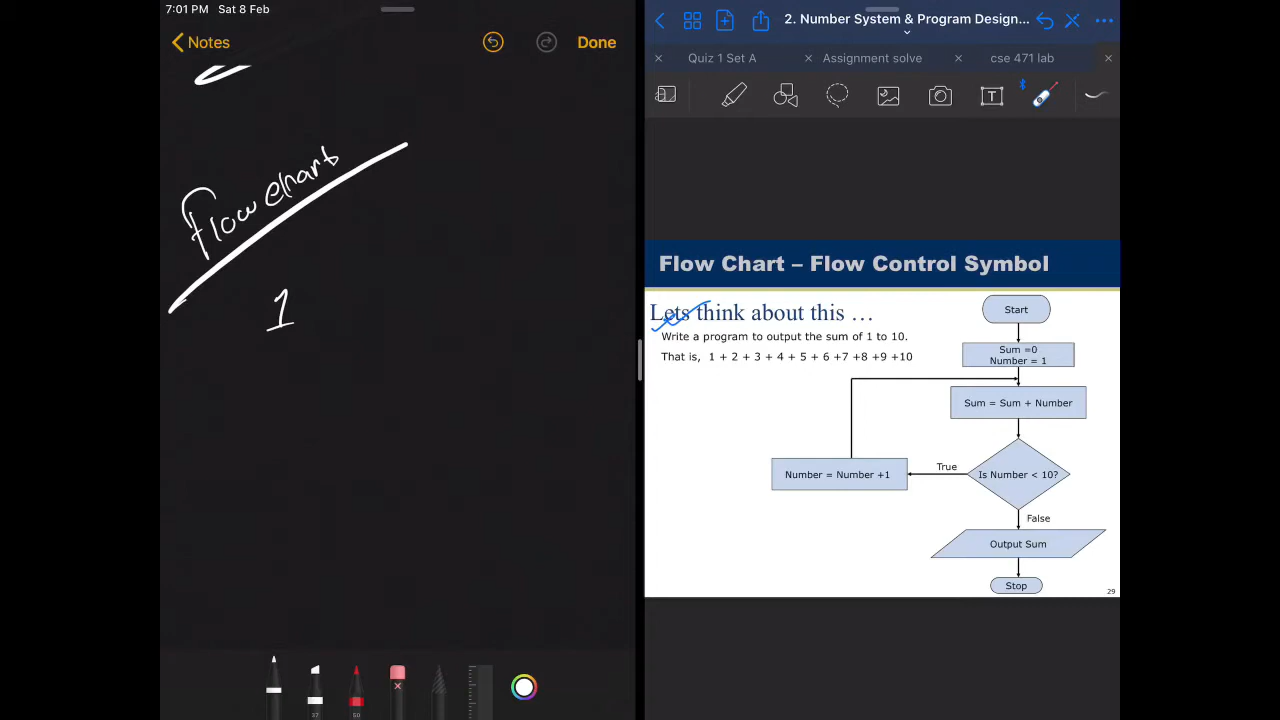 7:01 PM Sat 8 Feb
Notes
Done
Flowchart
1
2. Number System & Program Design...
Quiz 1 Set A
Assignment solve
cse 471 lab
T
Flow Chart – Flow Control Symbol
Lets think about this ...
Write a program to output the sum of 1 to 10.
That is, 1 + 2 + 3 + 4 + 5 + 6 +7 +8 +9 +10
Start
Sum =0
Number = 1
Sum = Sum + Number
Is Number < 10?
True
Number = Number +1
False
Output Sum
Stop
29
37
50